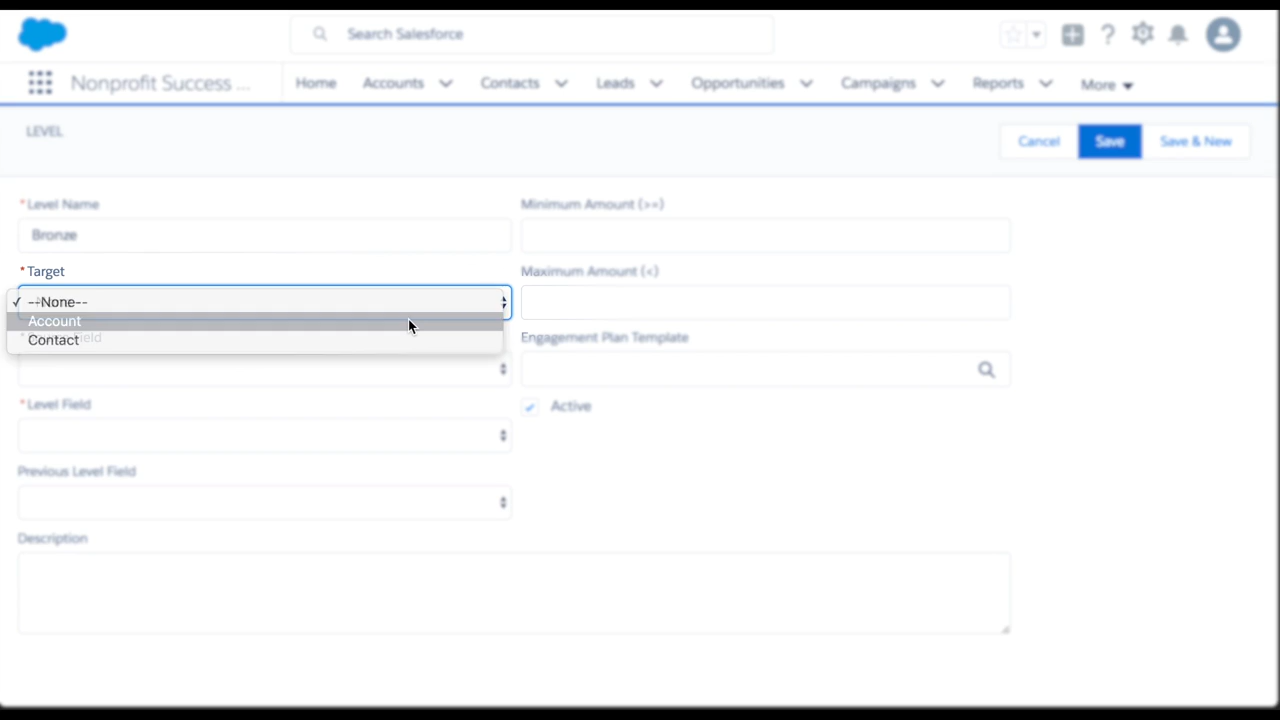 Search Salesforce
Nonprofit Success ...
Home
Accounts
Contacts
Leads
Opportunities
Campaigns
Reports
More
LEVEL
Cancel
Save
Save & New
*Level Name
Bronze
Minimum Amount (>=)
*Target
Maximum Amount (<)
✓ --None--
Account
Contact
Field
Engagement Plan Template
*Level Field
Active
Previous Level Field
Description